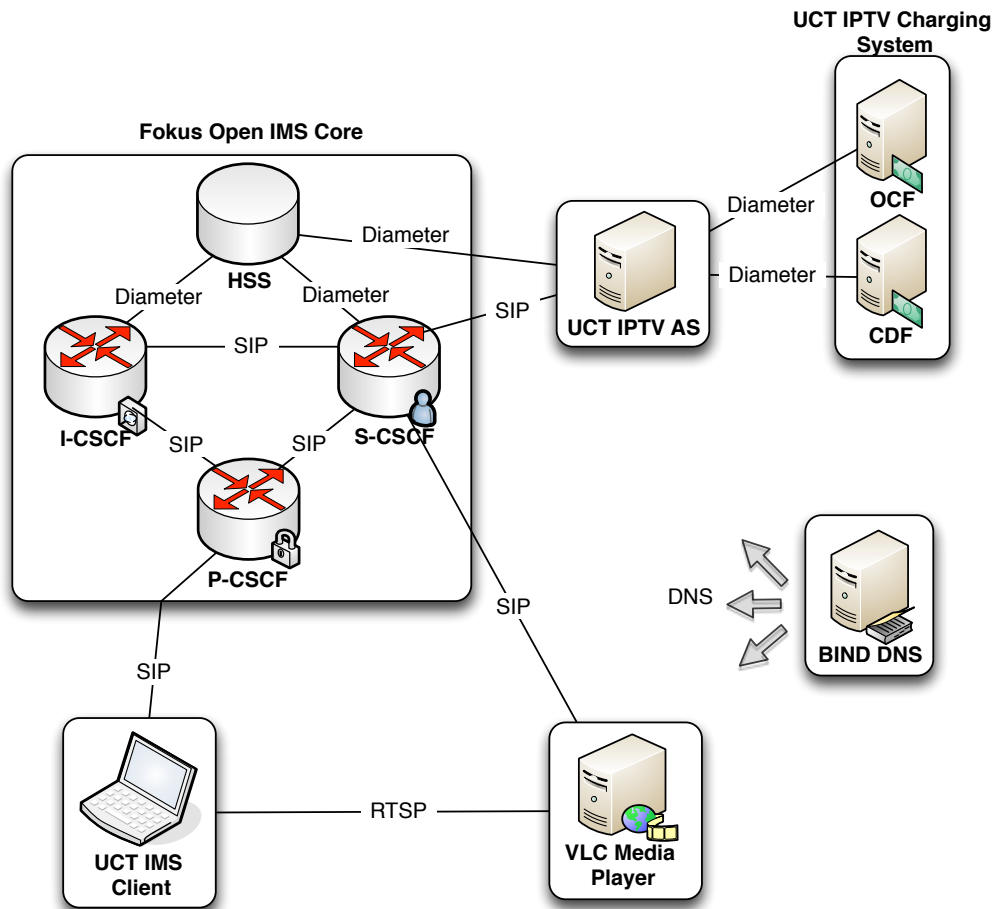 UCT IPTV Charging
System
Fokus Open IMS Core
OCF
Diameter
Diameter
HSS
Diameter
CDF
Diameter
Diameter
UCT IPTV AS
SIP
SIP
I-CSCF
S-CSCF
SIP
SIP
P-CSCF
DNS
SIP
BIND DNS
SIP
RTSP
UCT IMS
Client
VLC Media
Player